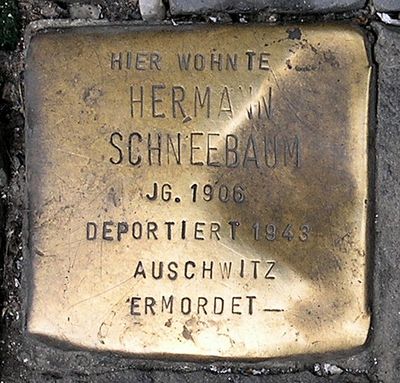 HIER WOHNTE
HERMANN
SCHNEEBAUM
JG. 1906
DEPORTIERT 1943
AUSCHWITZ
ERMORDET —